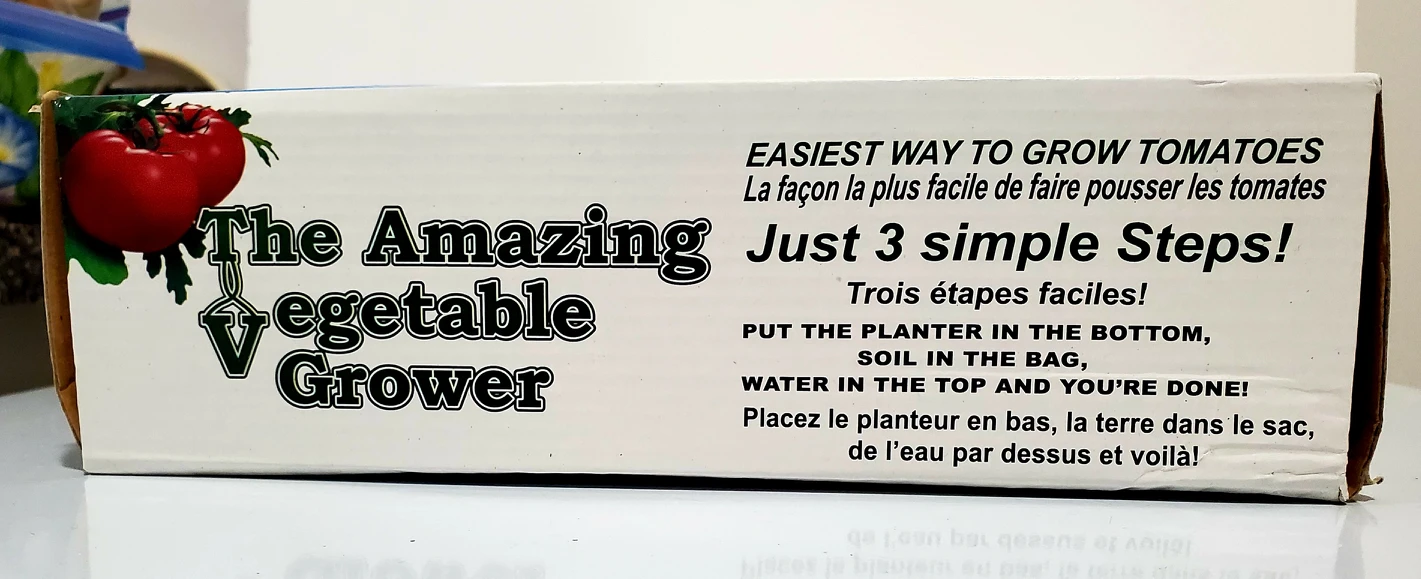 The Amazing
Vegetable
Grower
EASIEST WAY TO GROW TOMATOES
La façon la plus facile de faire pousser les tomates
Just 3 simple Steps!
Trois étapes faciles!
PUT THE PLANTER IN THE BOTTOM,
SOIL IN THE BAG,
WATER IN THE TOP AND YOU'RE DONE!
Placez le planteur en bas, la terre dans le sac,
de l'eau par dessus et voilà!